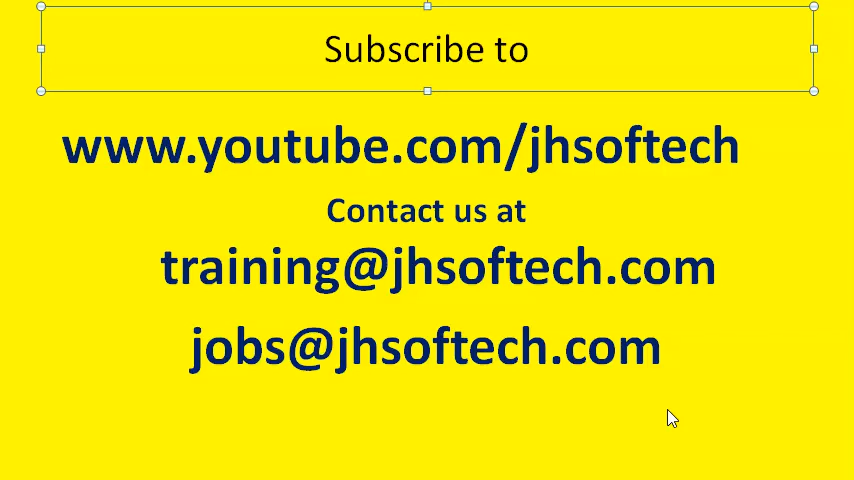 Subscribe to
www.youtube.com/jhsoftech
Contact us at
training@jhsoftech.com
jobs@jhsoftech.com